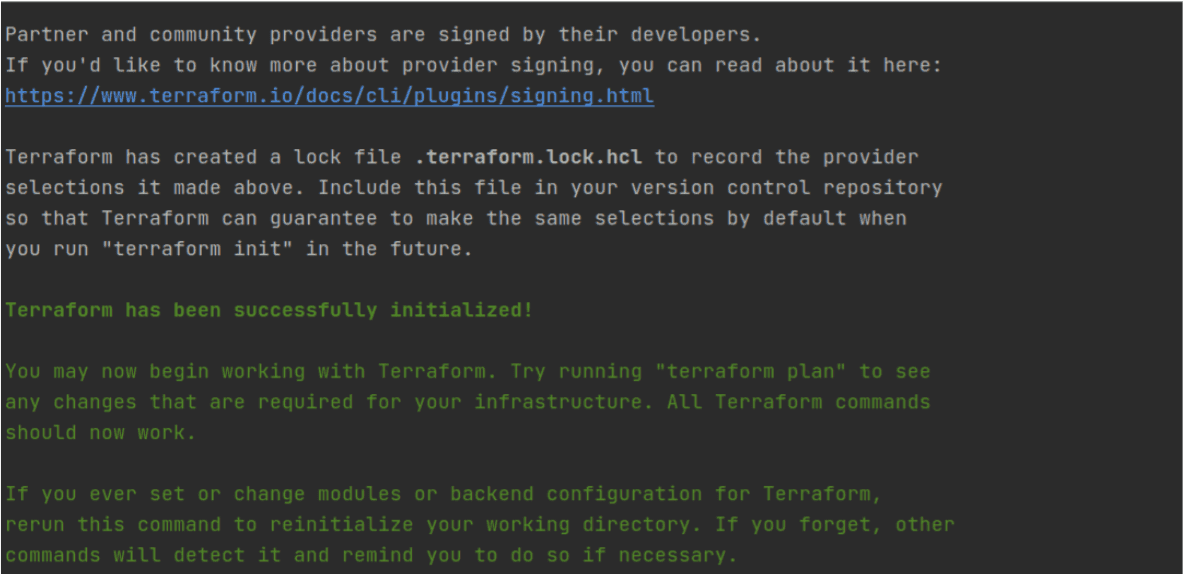 Partner and community providers are signed by their developers.
If you'd like to know more about provider signing, you can read about it here:
https://www.terraform.io/docs/cli/plugins/signing.html
Terraform has created a lock file .terraform.lock.hcl to record the provider
selections it made above. Include this file in your version control repository
so that Terraform can guarantee to make the same selections by default when
you run "terraform init" in the future.
Terraform has been successfully initialized!
You may now begin working with Terraform. Try running "terraform plan" to see
any changes that are required for your infrastructure. All Terraform commands
should now work.
If you ever set or change modules or backend configuration for Terraform,
rerun this command to reinitialize your working directory. If you forget, other
commands will detect it and remind you to do so if necessary.